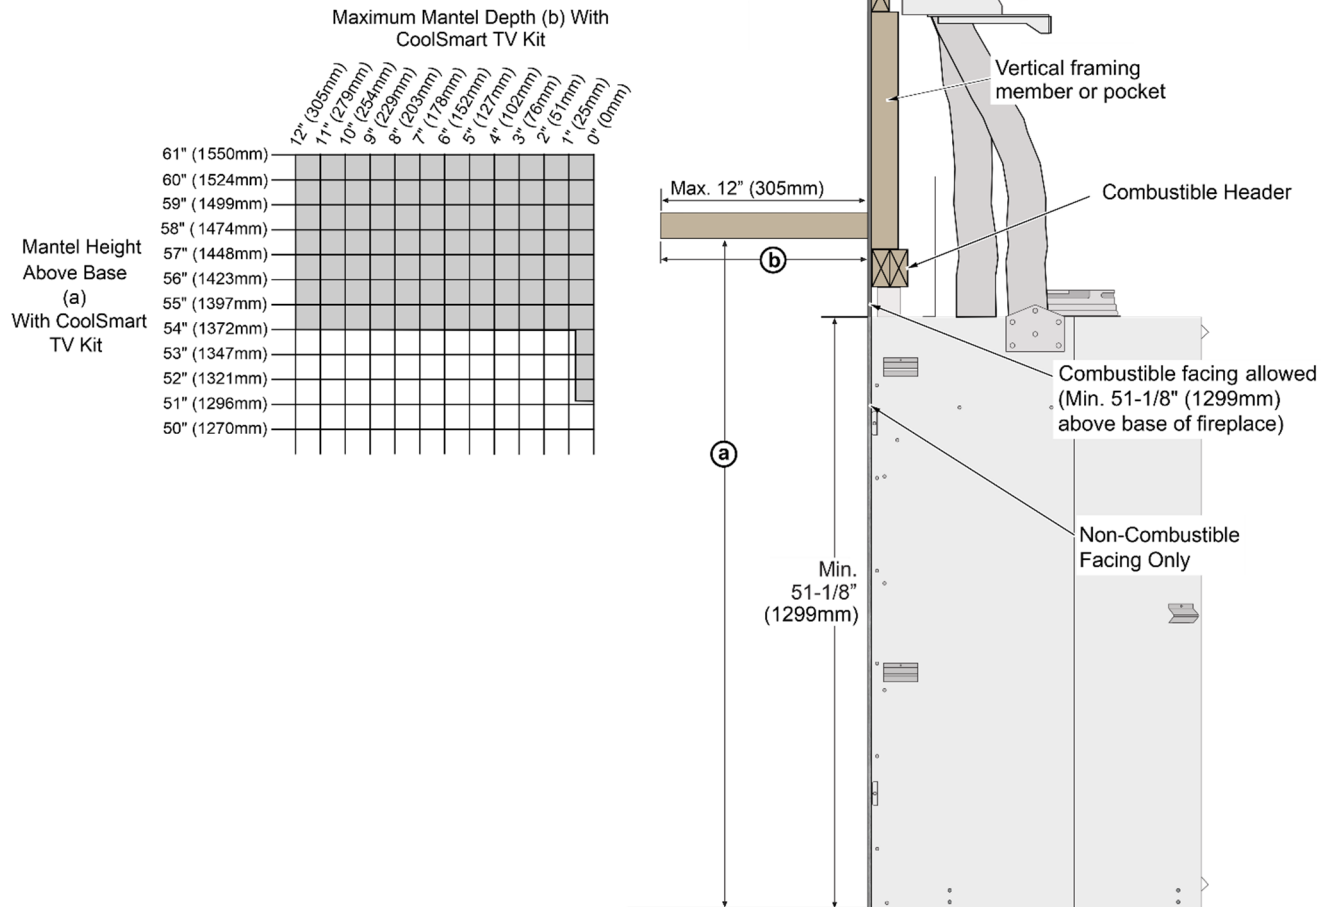 Maximum Mantel Depth (b) With
CoolSmart TV Kit
12" (305mm)
11" (279mm)
10" (254mm)
9" (229mm)
8" (203mm)
7" (178mm)
6" (152mm)
5" (127mm)
4" (102mm)
3" (76mm)
2" (51mm)
1" (25mm)
0" (0mm)
61" (1550mm)
60" (1524mm)
59" (1499mm)
58" (1474mm)
57" (1448mm)
56" (1423mm)
55" (1397mm)
54" (1372mm)
53" (1347mm)
52" (1321mm)
51" (1296mm)
50" (1270mm)
Mantel Height
Above Base
(a)
With CoolSmart
TV Kit
Vertical framing
member or pocket
Max. 12” (305mm)
Combustible Header
b
Combustible facing allowed
(Min. 51-1/8" (1299mm)
above base of fireplace)
a
Non-Combustible
Facing Only
Min.
51-1/8”
(1299mm)